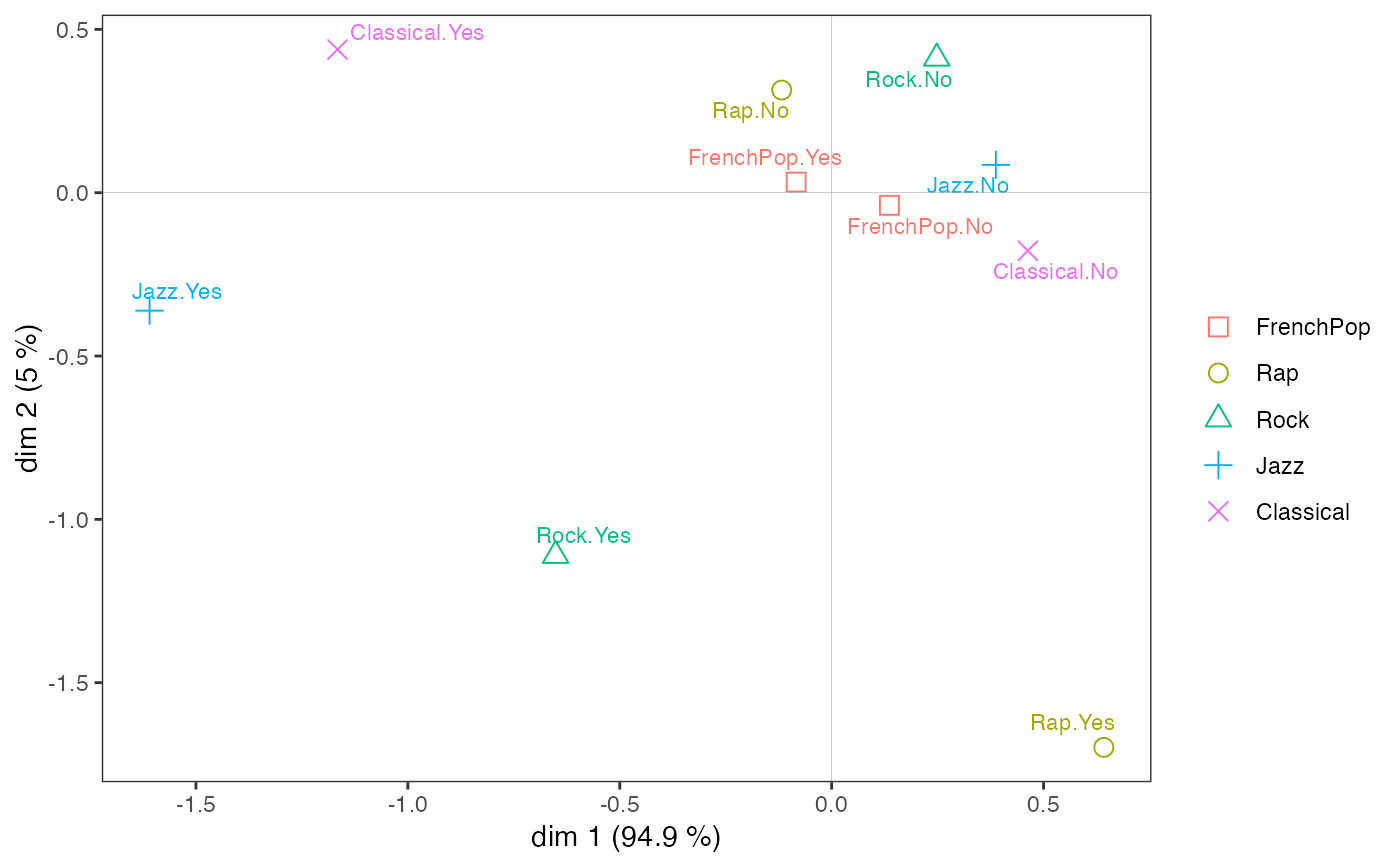 0.5
Classical.Yes
Rock.No
Rap.No
FrenchPop.Yes
Jazz.No
0.0
FrenchPop.No
Classical.No
Jazz.Yes
-0.5
dim 2 (5 %)
-1.0
Rock.Yes
-1.5
Rap.Yes
-1.5
-1.0
-0.5
0.0
0.5
dim 1 (94.9 %)
FrenchPop
Rap
Rock
Jazz
Classical